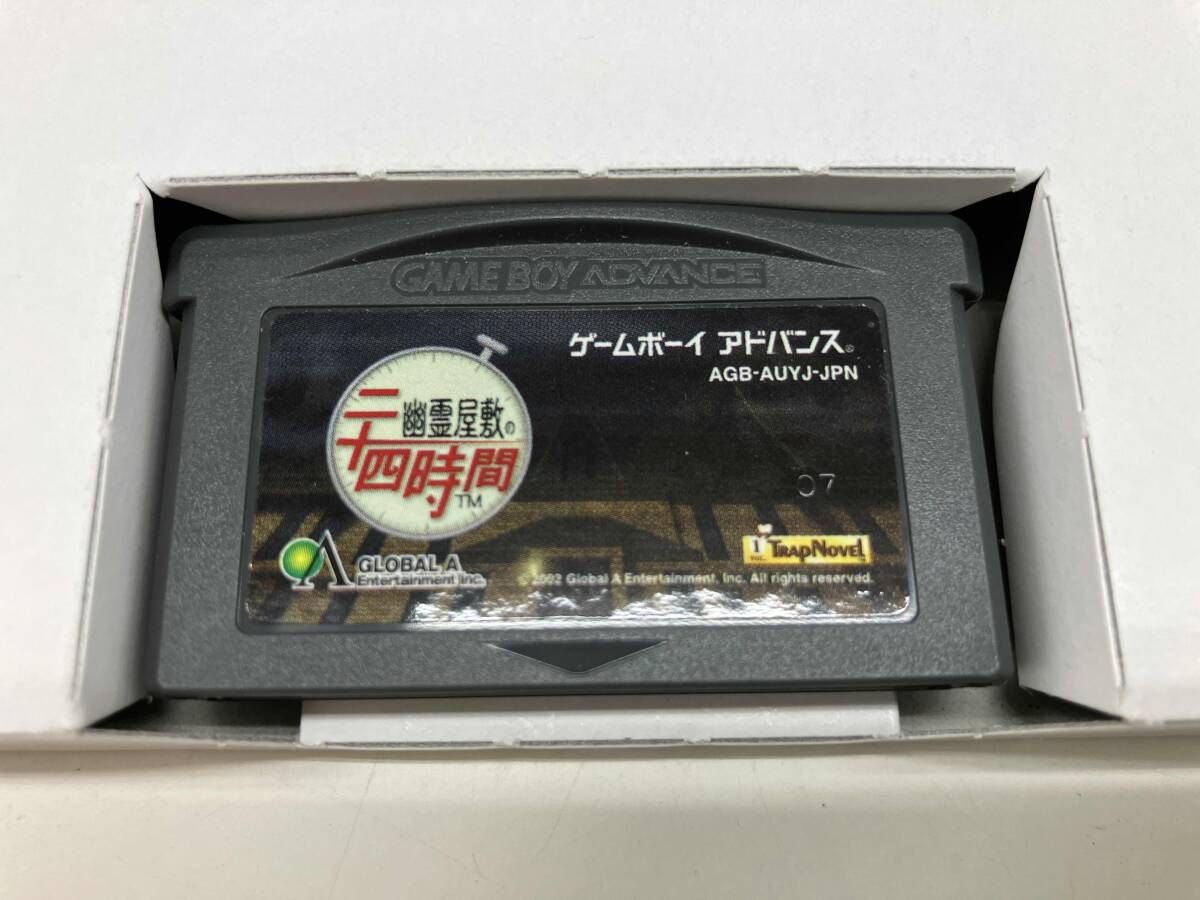 GAME BOY ADVANCE
ゲームボーイ アドバンス®
AGB-AUYJ-JPN
幽霊屋敷の
二十四時間
TM
07
GLOBAL A
Entertainment Inc.
1
VOL.
TRAPNOVEL
© 2002 Global A Entertainment, Inc. All rights reserved.